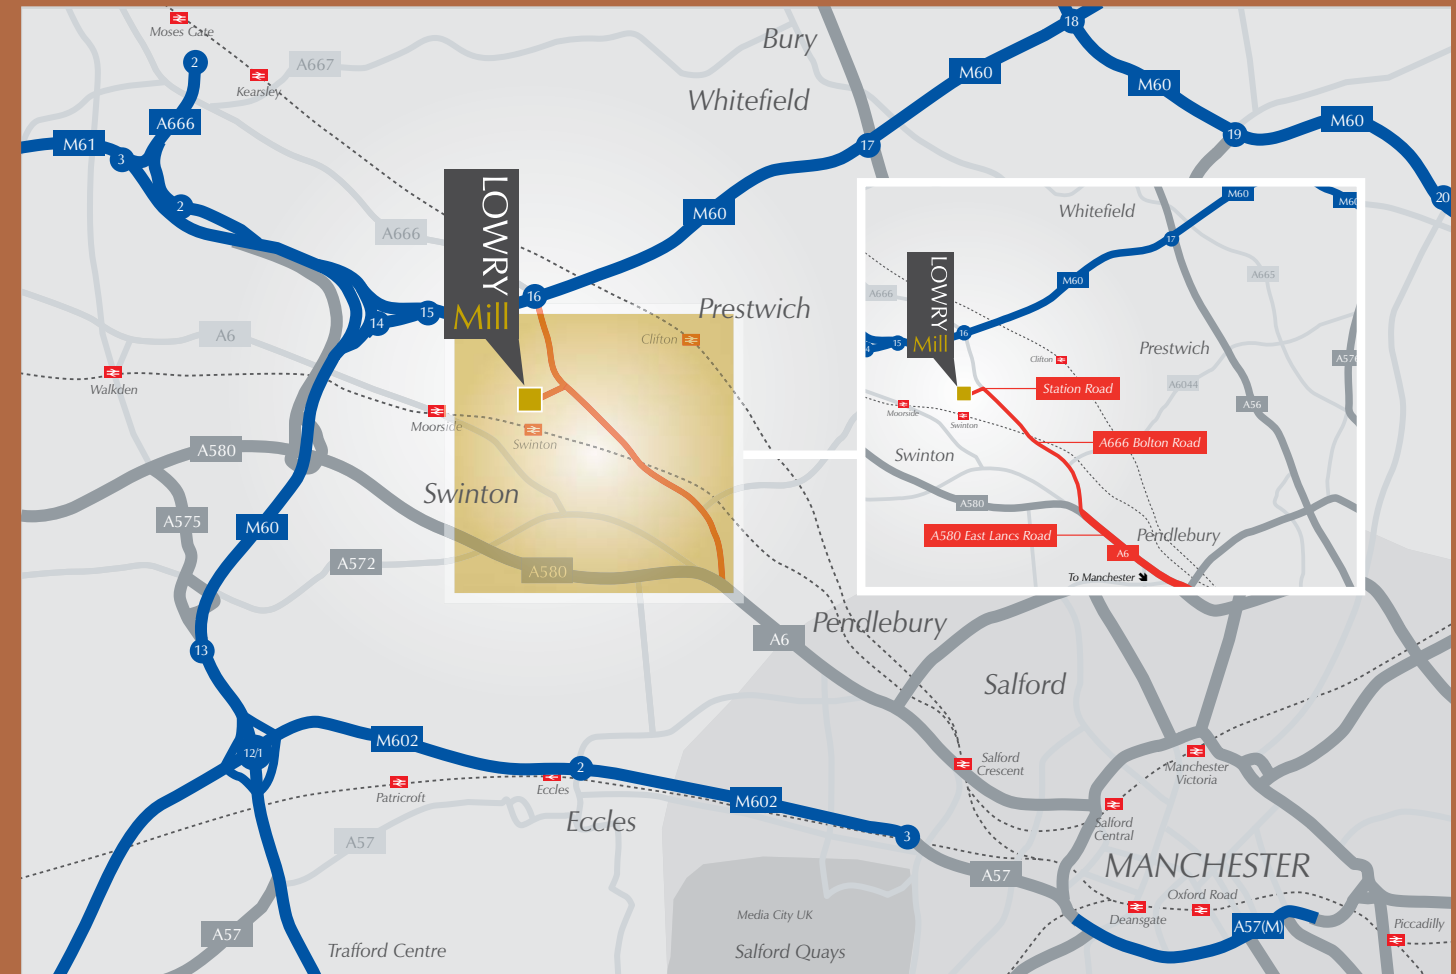 18
Moses Gate
Bury
2
A667
M60
Kearsley
M60
Whitefield
A666
M60
M61
19
17
3
20
2
LOWRY
Mill
M60
A666
16
15
14
Prestwich
A6
Clifton
Walkden
Moorside
Swinton
A580
Swinton
A575
M60
A572
A580
M60
M60
Whitefield
17
A665
M60
A666
LOWRY
Mill
16
15
Prestwich
Clifton
A576
A6044
Station Road
A56
Moorside
Swinton
A666 Bolton Road
Swinton
A580
A580 East Lancs Road
Pendlebury
A6
To Manchester
Pendlebury
A6
13
Salford
M602
12/1
Salford
Crescent
Manchester
Victoria
2
Patricroft
Eccles
M602
Salford
Central
Eccles
3
A57
MANCHESTER
A57
Oxford Road
Deansgate
Media City UK
A57(M)
Piccadilly
A57
Trafford Centre
Salford Quays